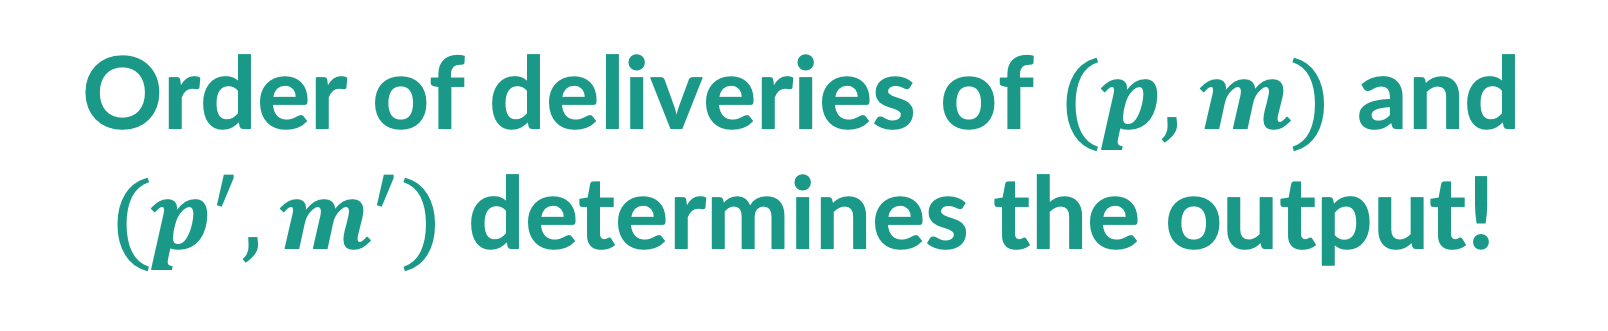 Order of deliveries of (p, m) and
(p′, m′) determines the output!